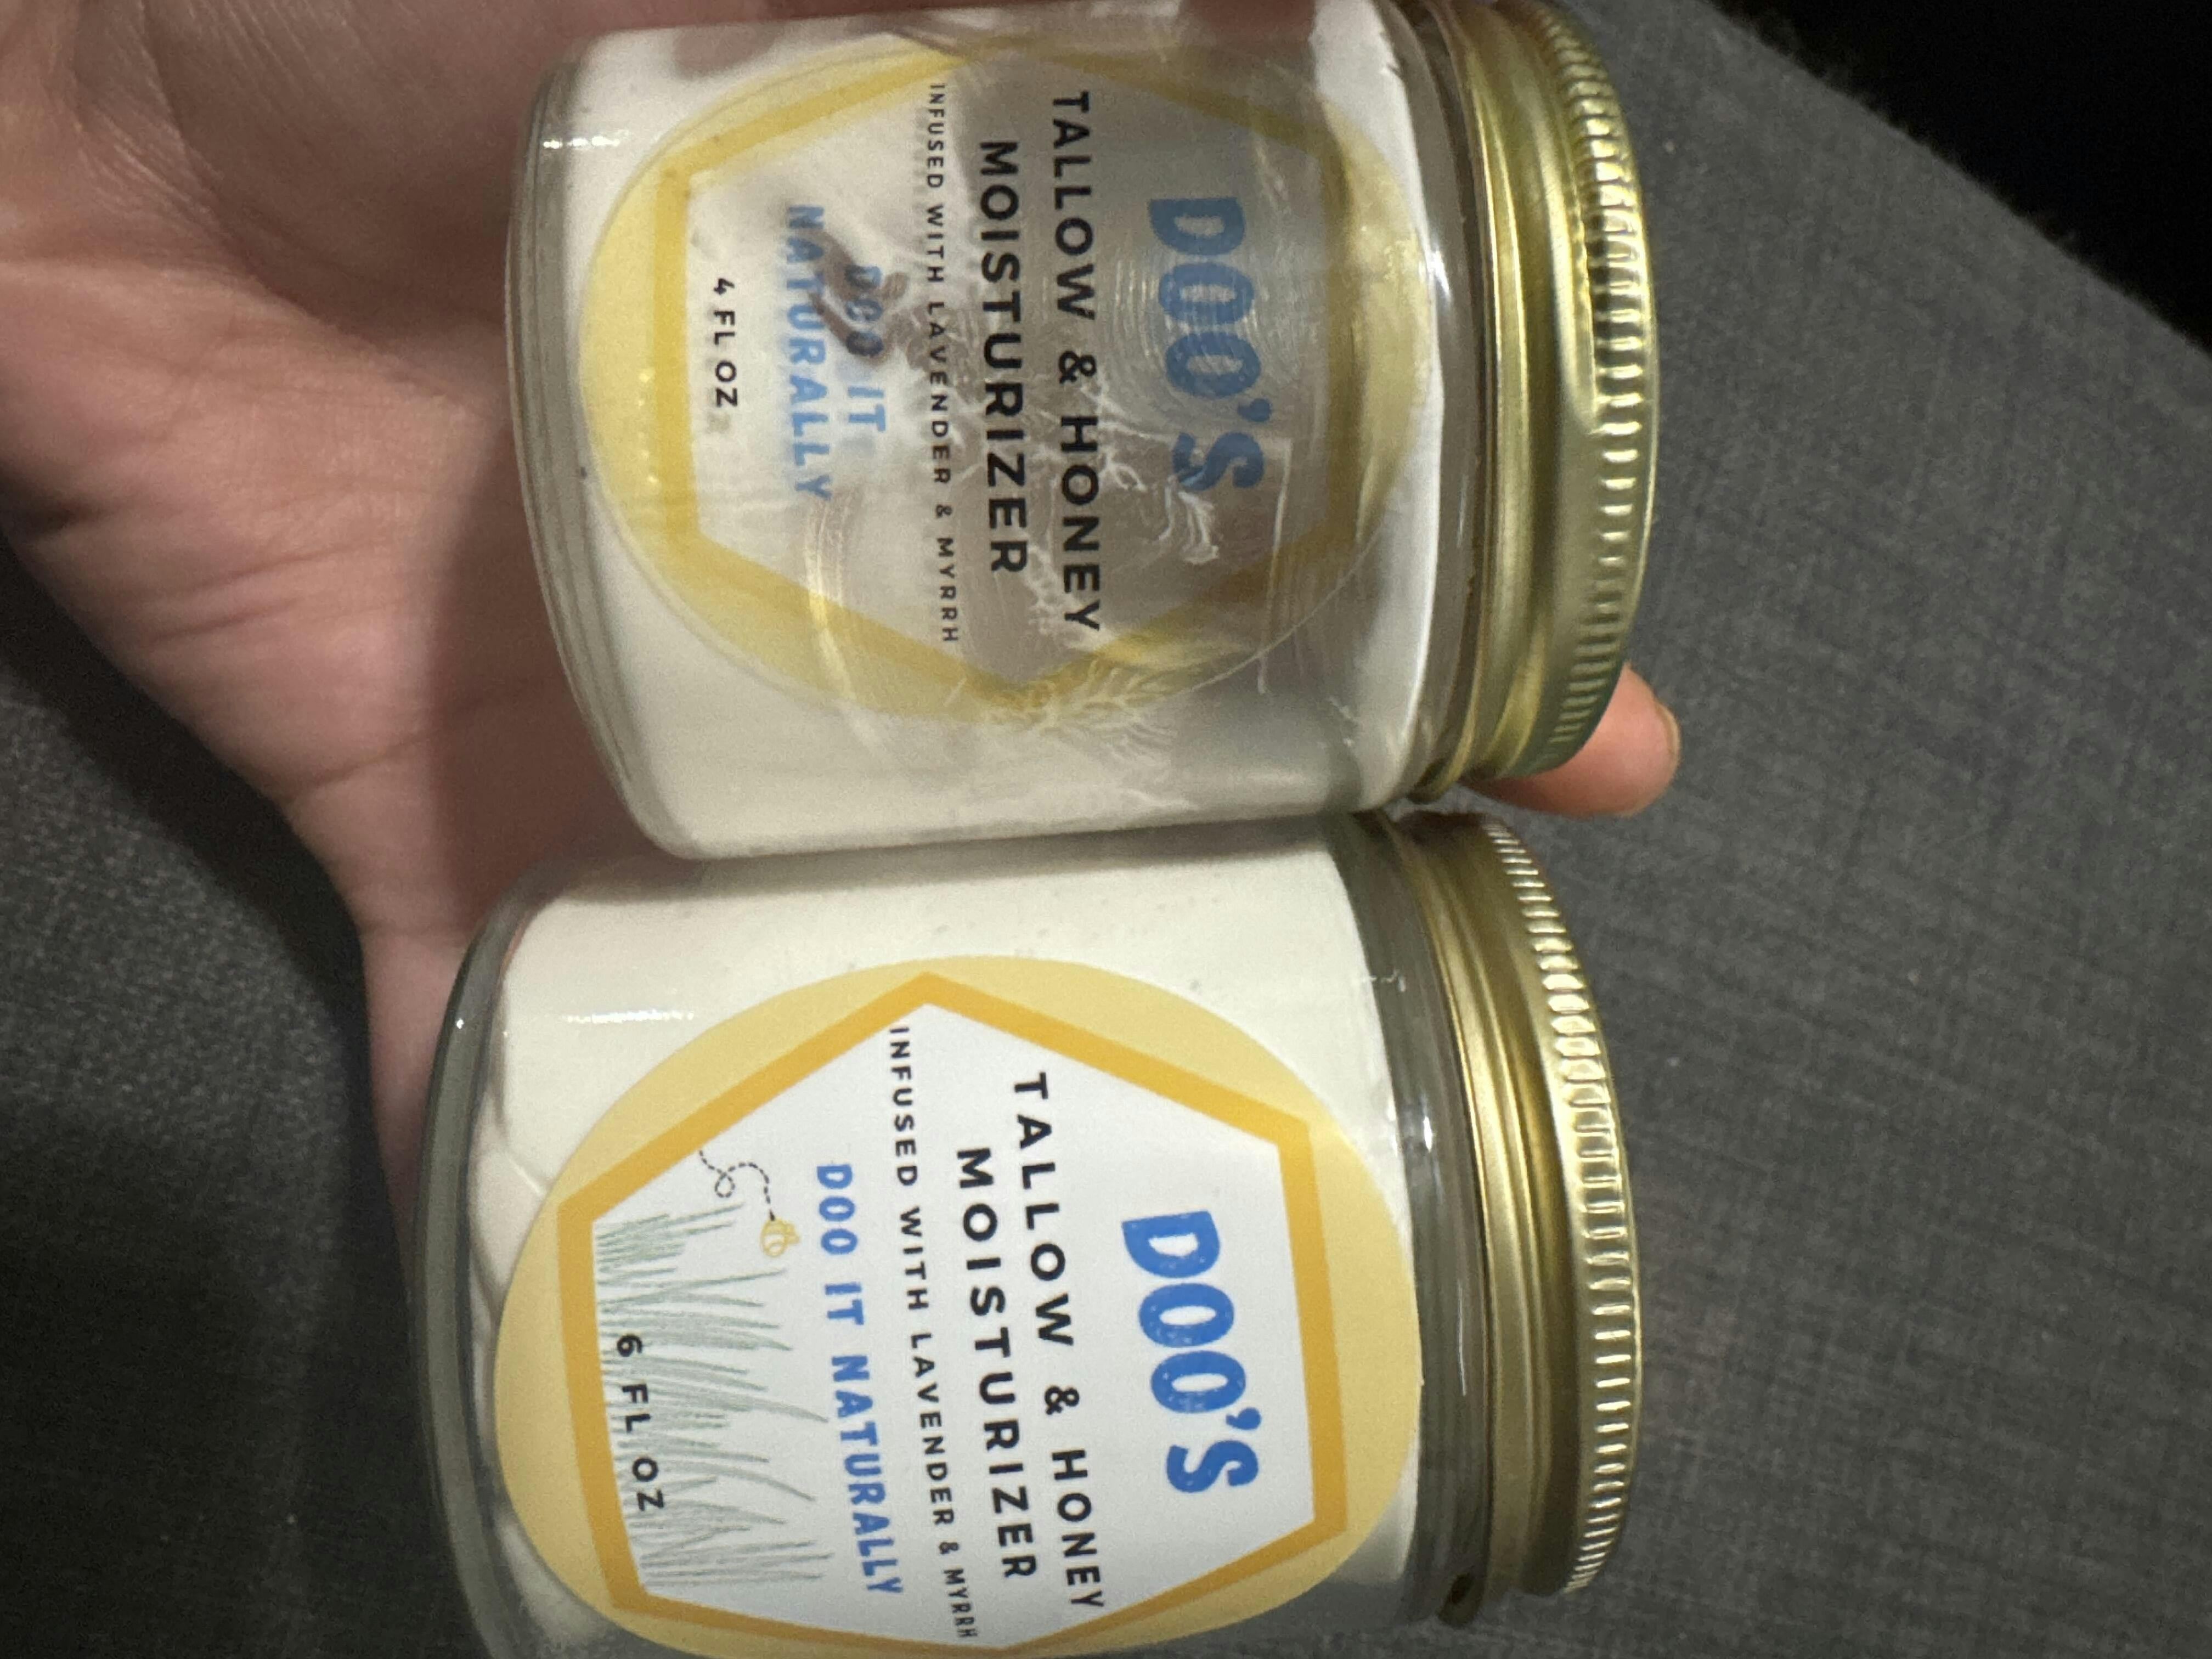 DOO'S
TALLOW & HONEY
MOISTURIZER
INFUSED WITH LAVENDER & MYRRH
DOO IT
NATURALLY
4 FL OZ
DOO'S
TALLOW & HONEY
MOISTURIZER
INFUSED WITH LAVENDER & MYRRH
DOO IT NATURALLY
6 FL OZ